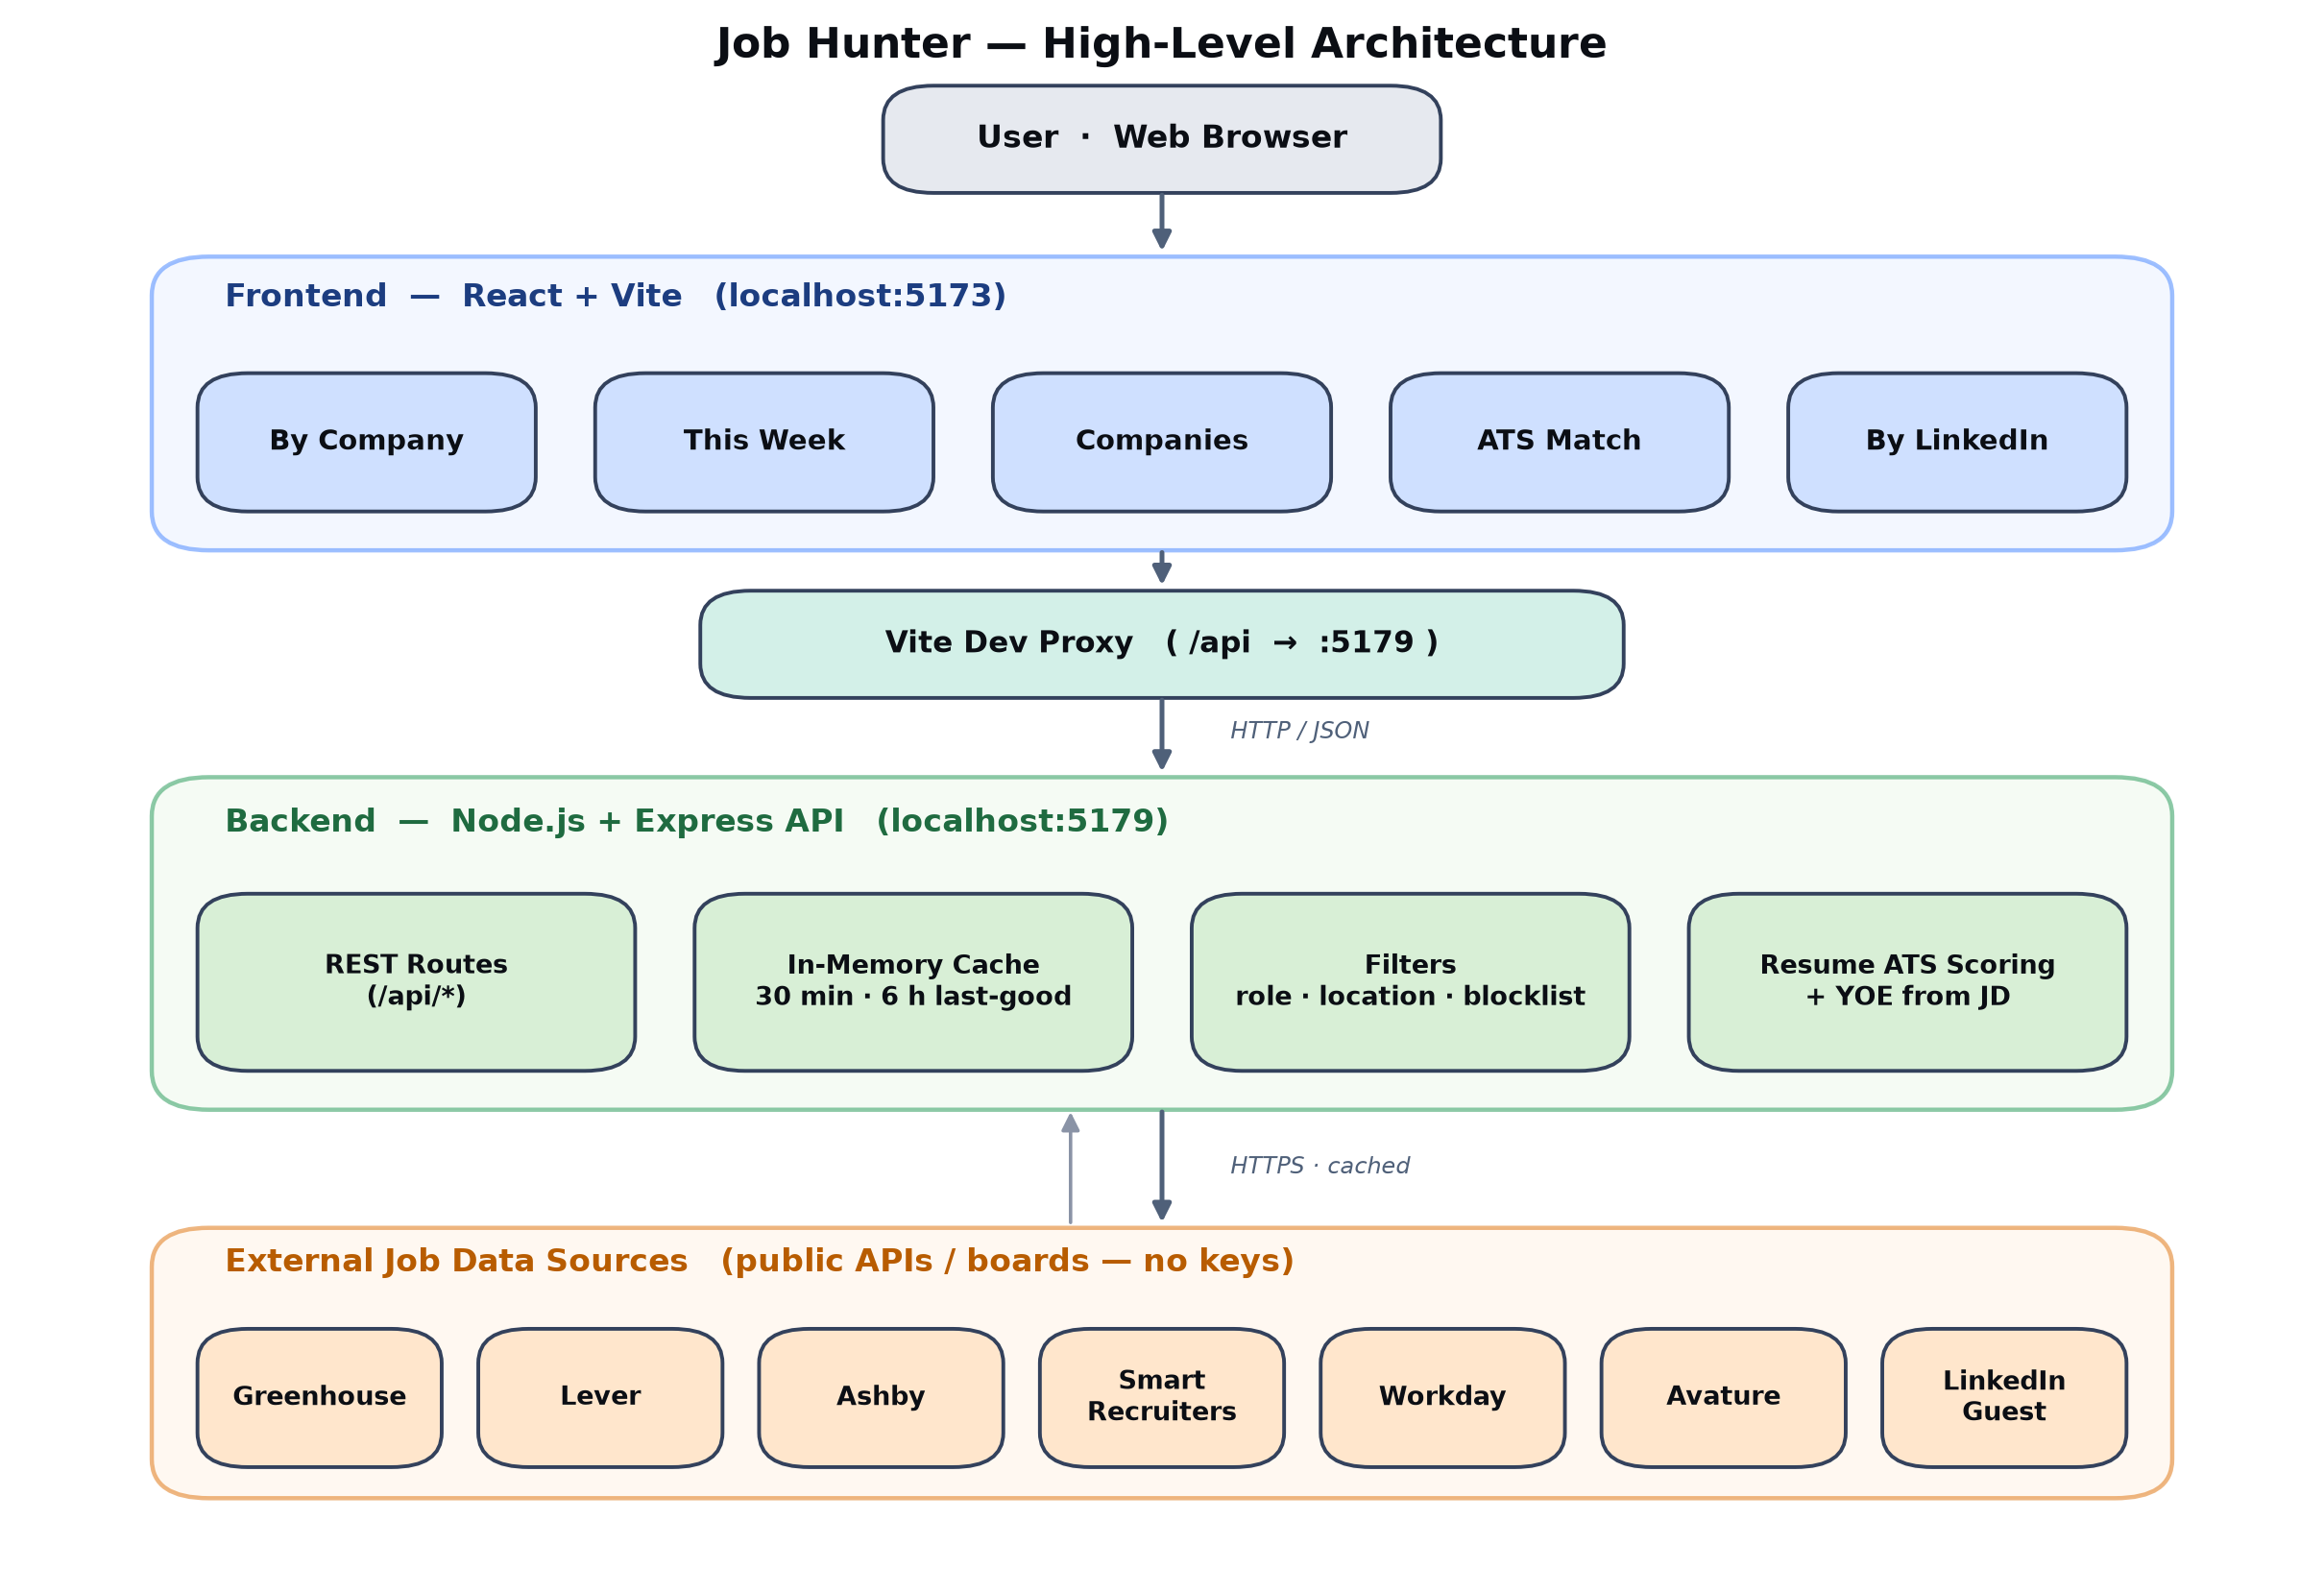 Job Hunter — High-Level Architecture
User · Web Browser
Frontend — React + Vite (localhost:5173)
By Company
This Week
Companies
ATS Match
By LinkedIn
Vite Dev Proxy ( /api → :5179 )
HTTP / JSON
Backend — Node.js + Express API (localhost:5179)
REST Routes
(/api/*)
In-Memory Cache
30 min · 6 h last-good
Filters
role · location · blocklist
Resume ATS Scoring
+ YOE from JD
HTTPS · cached
External Job Data Sources (public APIs / boards — no keys)
Greenhouse
Lever
Ashby
Smart
Recruiters
Workday
Avature
LinkedIn
Guest